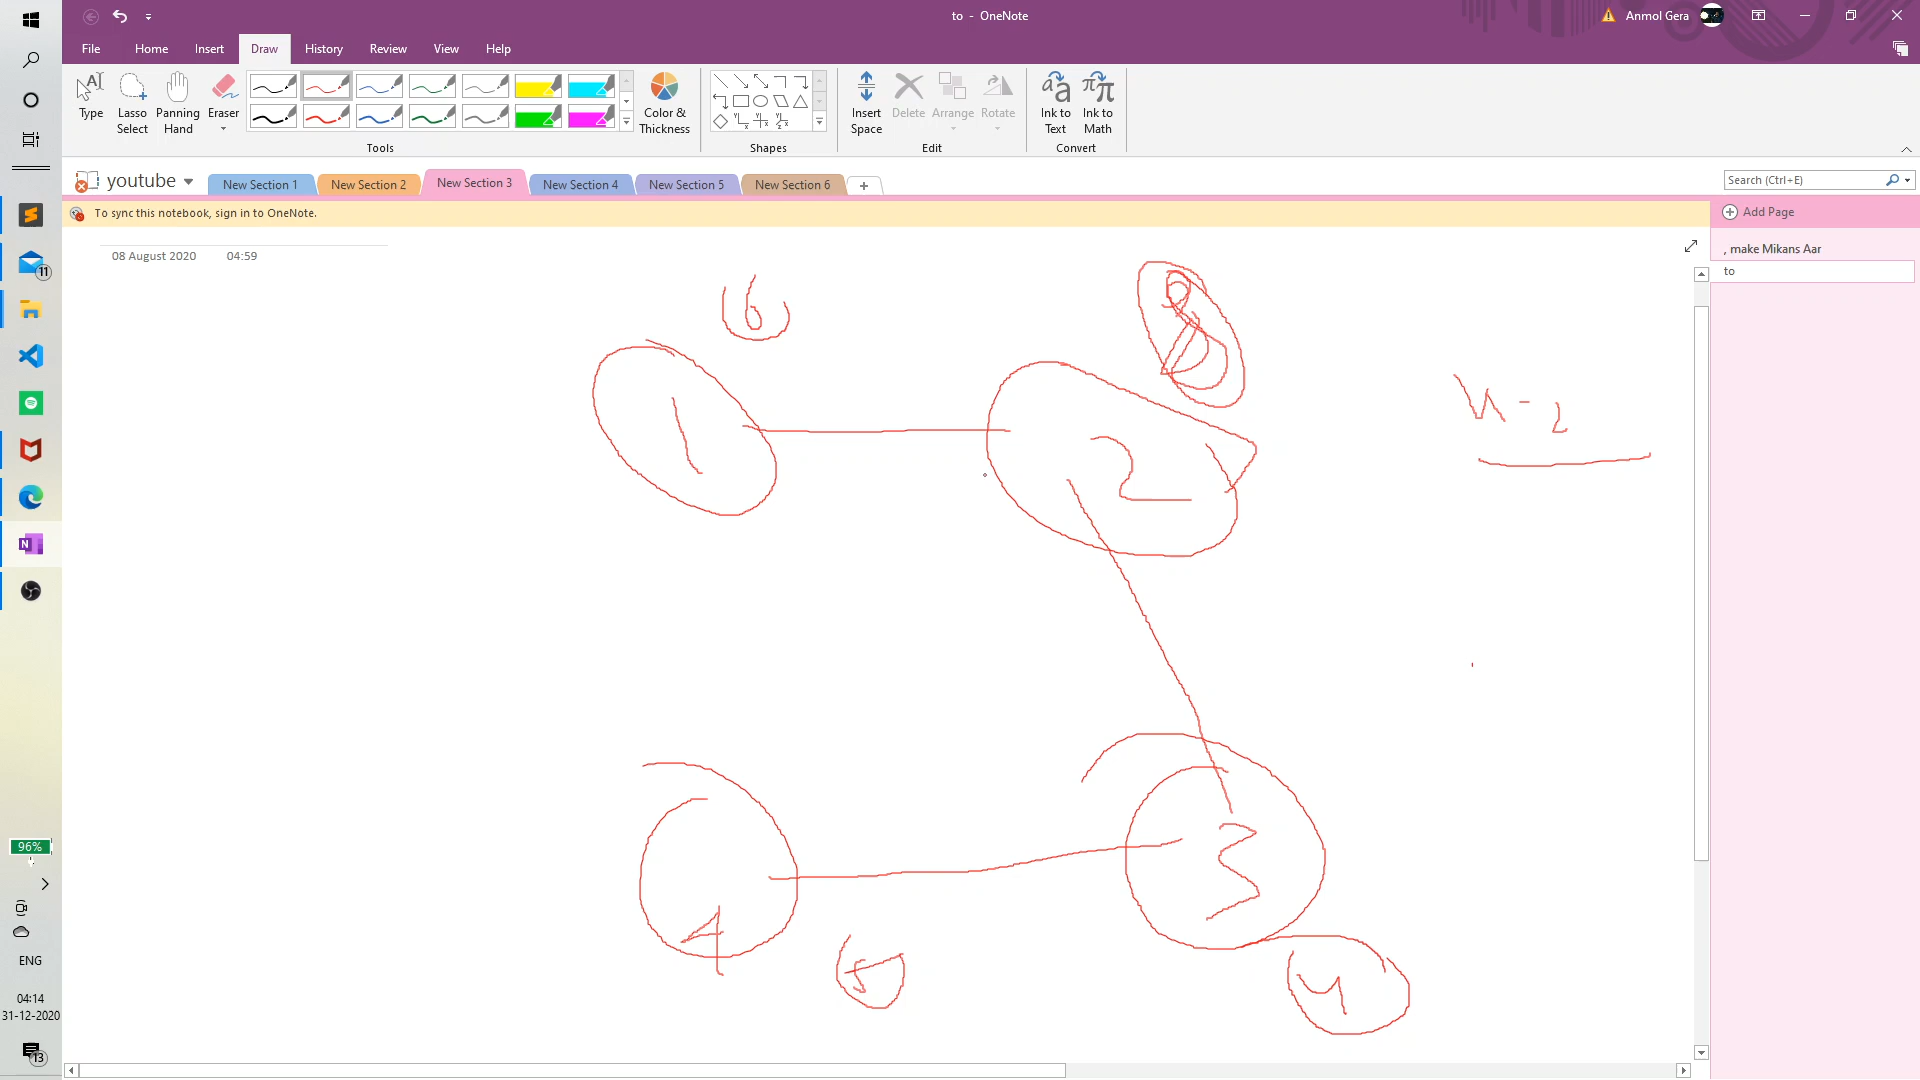 to - OneNote
Anmol Gera
File Home Insert Draw History Review View Help
Type
Lasso Select
Panning Hand
Eraser
Color & Thickness
Insert Space
Delete
Arrange
Rotate
Ink to Text
Ink to Math
Tools
Shapes
Edit
Convert
youtube
New Section 1
New Section 2
New Section 3
New Section 4
New Section 5
New Section 6
Search (Ctrl+E)
To sync this notebook, sign in to OneNote.
Add Page
, make Mikans Aar
to
08 August 2020 04:59
6
1
2
n-2
3
4
5
4
11
96%
ENG
04:14
31-12-2020
13